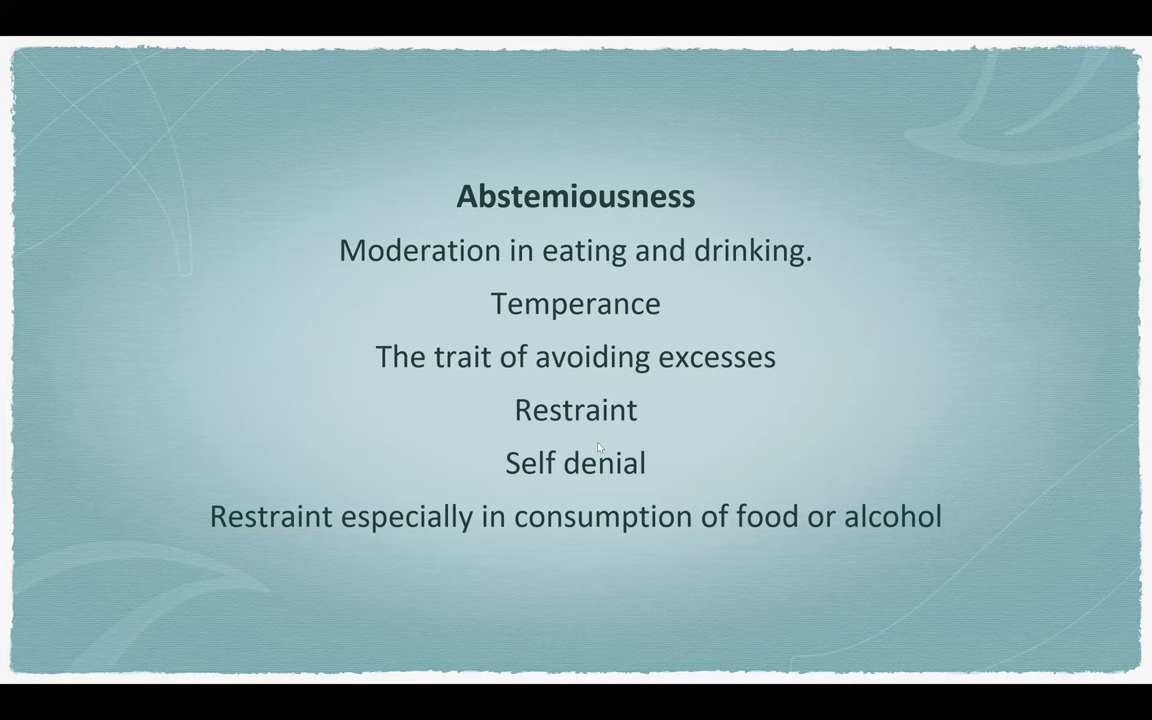 Abstemiousness
Moderation in eating and drinking.
Temperance
The trait of avoiding excesses
Restraint
Self denial
Restraint especially in consumption of food or alcohol